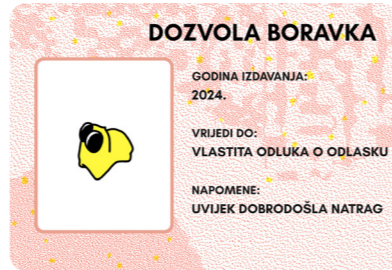 DOZVOLA BORAVKA
GODINA IZDAVANJA:
2024.
VRIJEDI DO:
VLASTITA ODLUKA O ODLASKU
NAPOMENE:
UVIJEK DOBRODOŠLA NATRAG